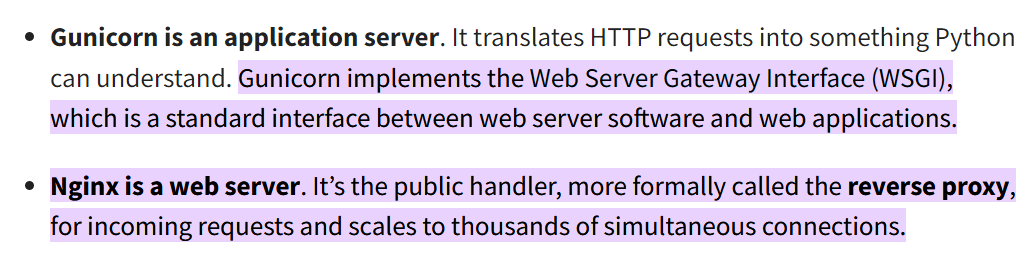 • Gunicorn is an application server. It translates HTTP requests into something Python
can understand. Gunicorn implements the Web Server Gateway Interface (WSGI),
which is a standard interface between web server software and web applications.
• Nginx is a web server. It’s the public handler, more formally called the reverse proxy,
for incoming requests and scales to thousands of simultaneous connections.